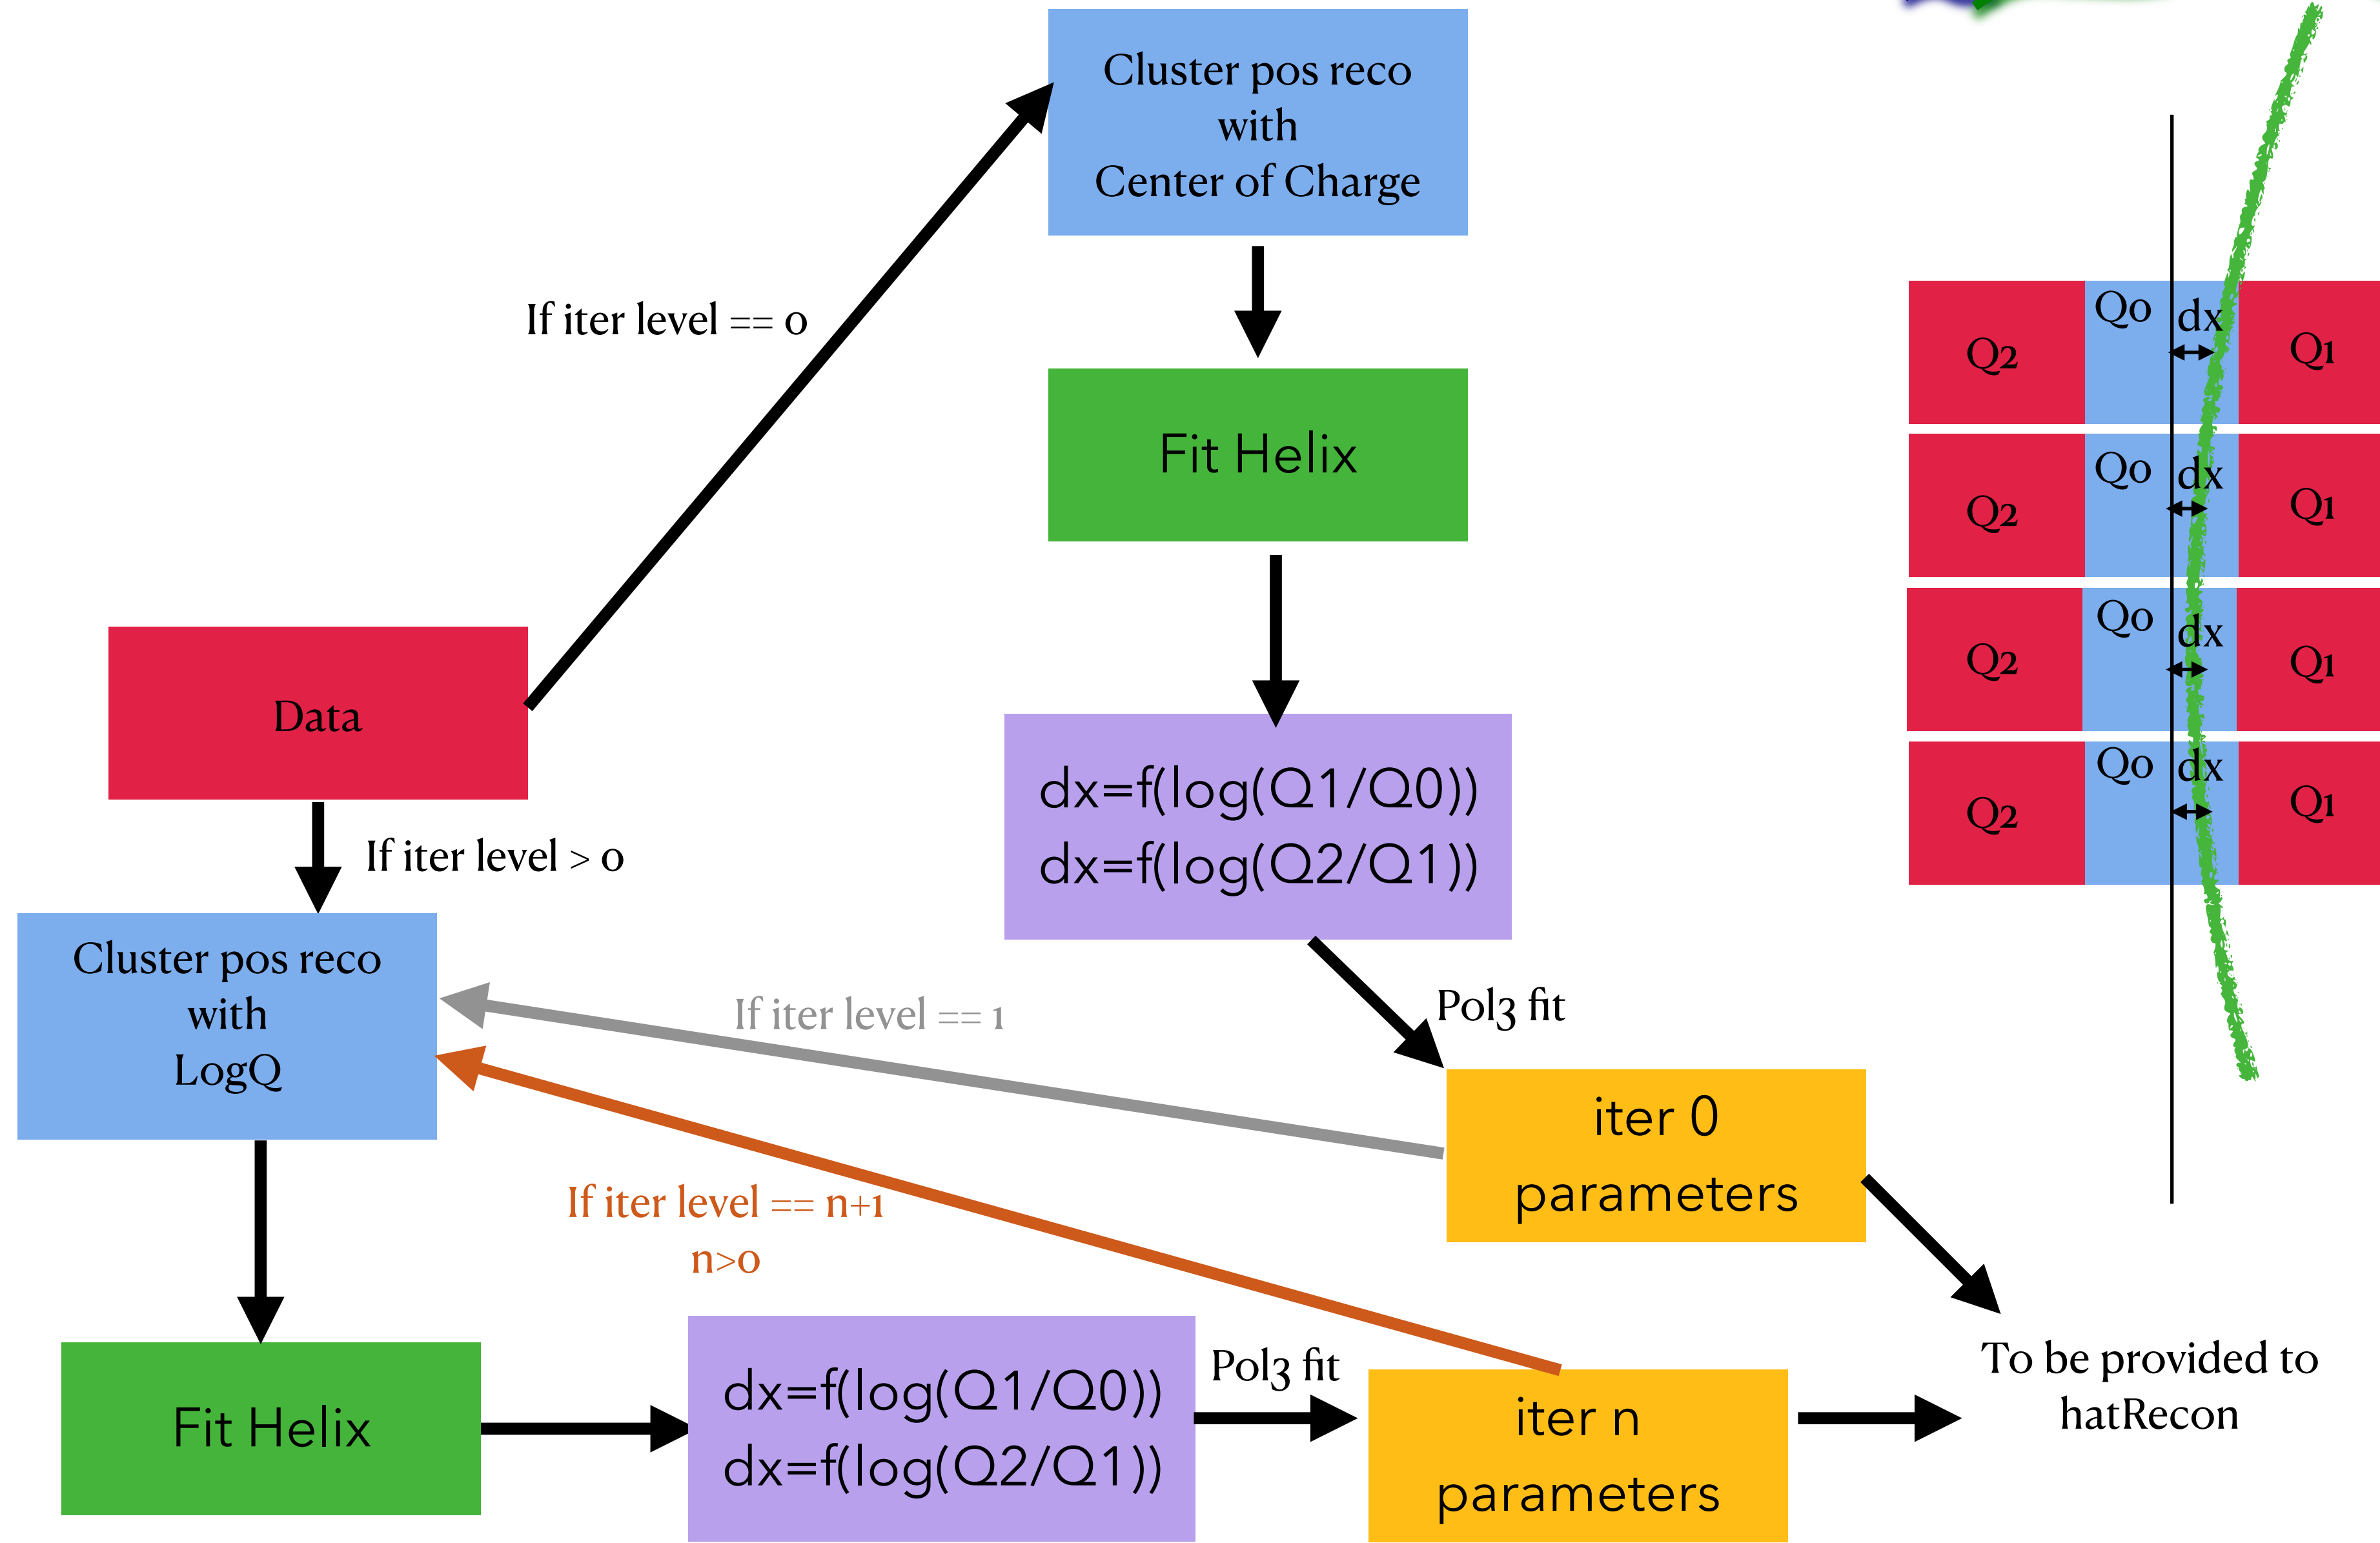 Cluster pos reco
with
Center of Charge
If iter level == 0
Fit Helix
Data
If iter level > 0
dx=f(log(Q1/Q0))
dx=f(log(Q2/Q1))
Cluster pos reco
with
LogQ
If iter level == 1
Pol3 fit
iter 0
parameters
If iter level == n+1
n>0
Fit Helix
dx=f(log(Q1/Q0))
dx=f(log(Q2/Q1))
Pol3 fit
iter n
parameters
To be provided to
hatRecon
Q2 Q0 dx Q1
Q2 Q0 dx Q1
Q2 Q0 dx Q1
Q2 Q0 dx Q1